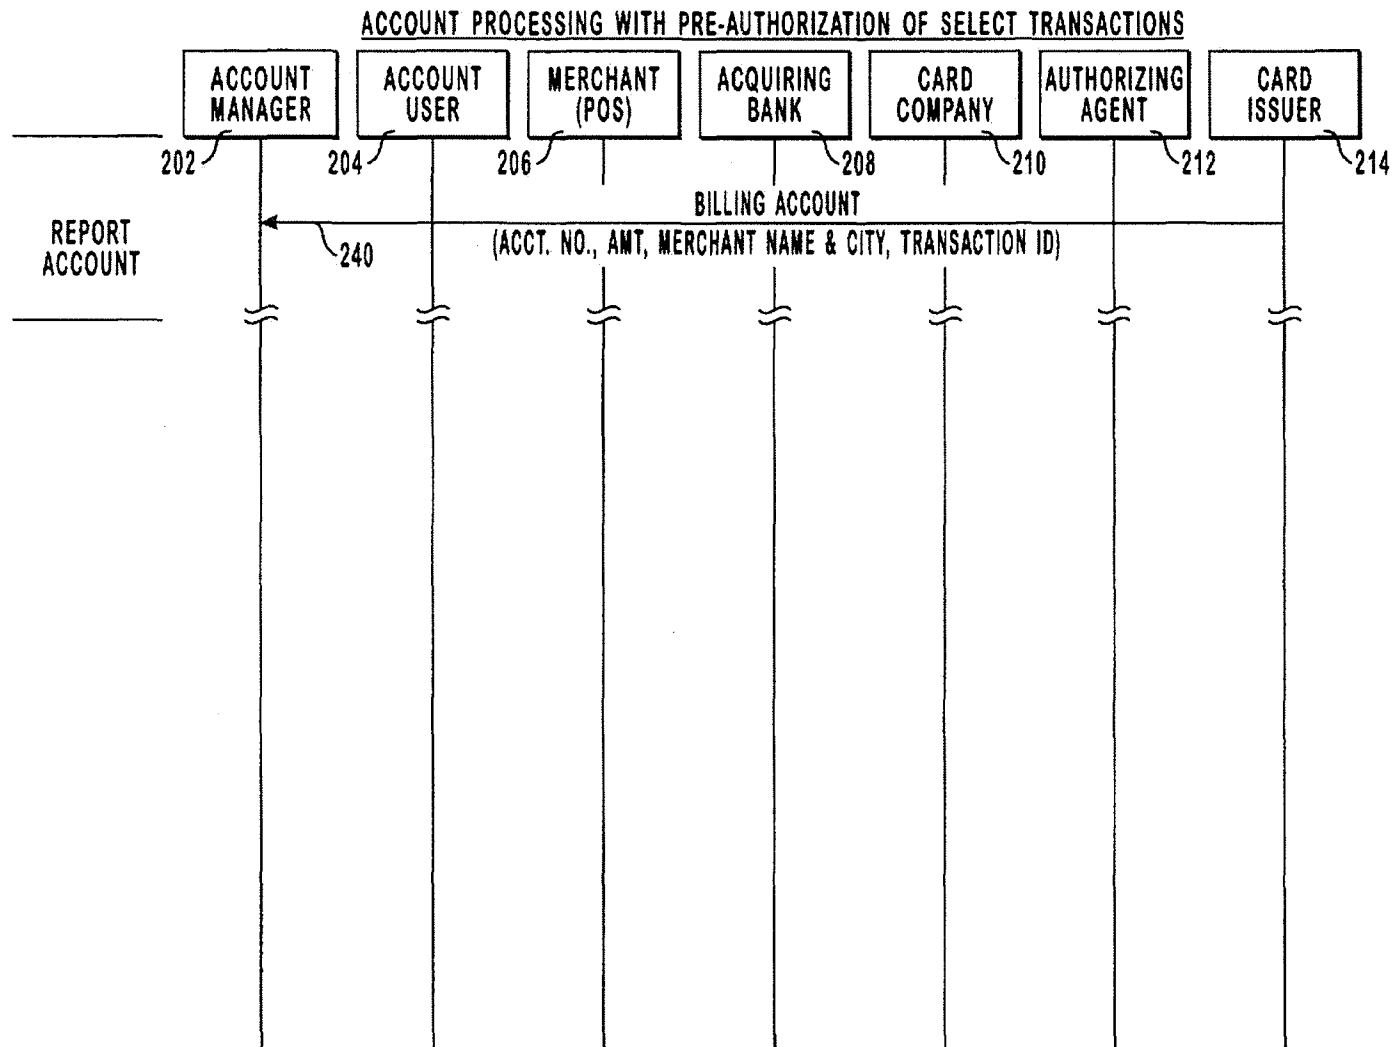 ACCOUNT PROCESSING WITH PRE-AUTHORIZATION OF SELECT TRANSACTIONS
ACCOUNT
MANAGER
ACCOUNT
USER
MERCHANT
(POS)
ACQUIRING
BANK
CARD
COMPANY
AUTHORIZING
AGENT
CARD
ISSUER
202
204
206
208
210
212
214
REPORT
ACCOUNT
BILLING ACCOUNT
(ACCT. NO., AMT, MERCHANT NAME & CITY, TRANSACTION ID)
240